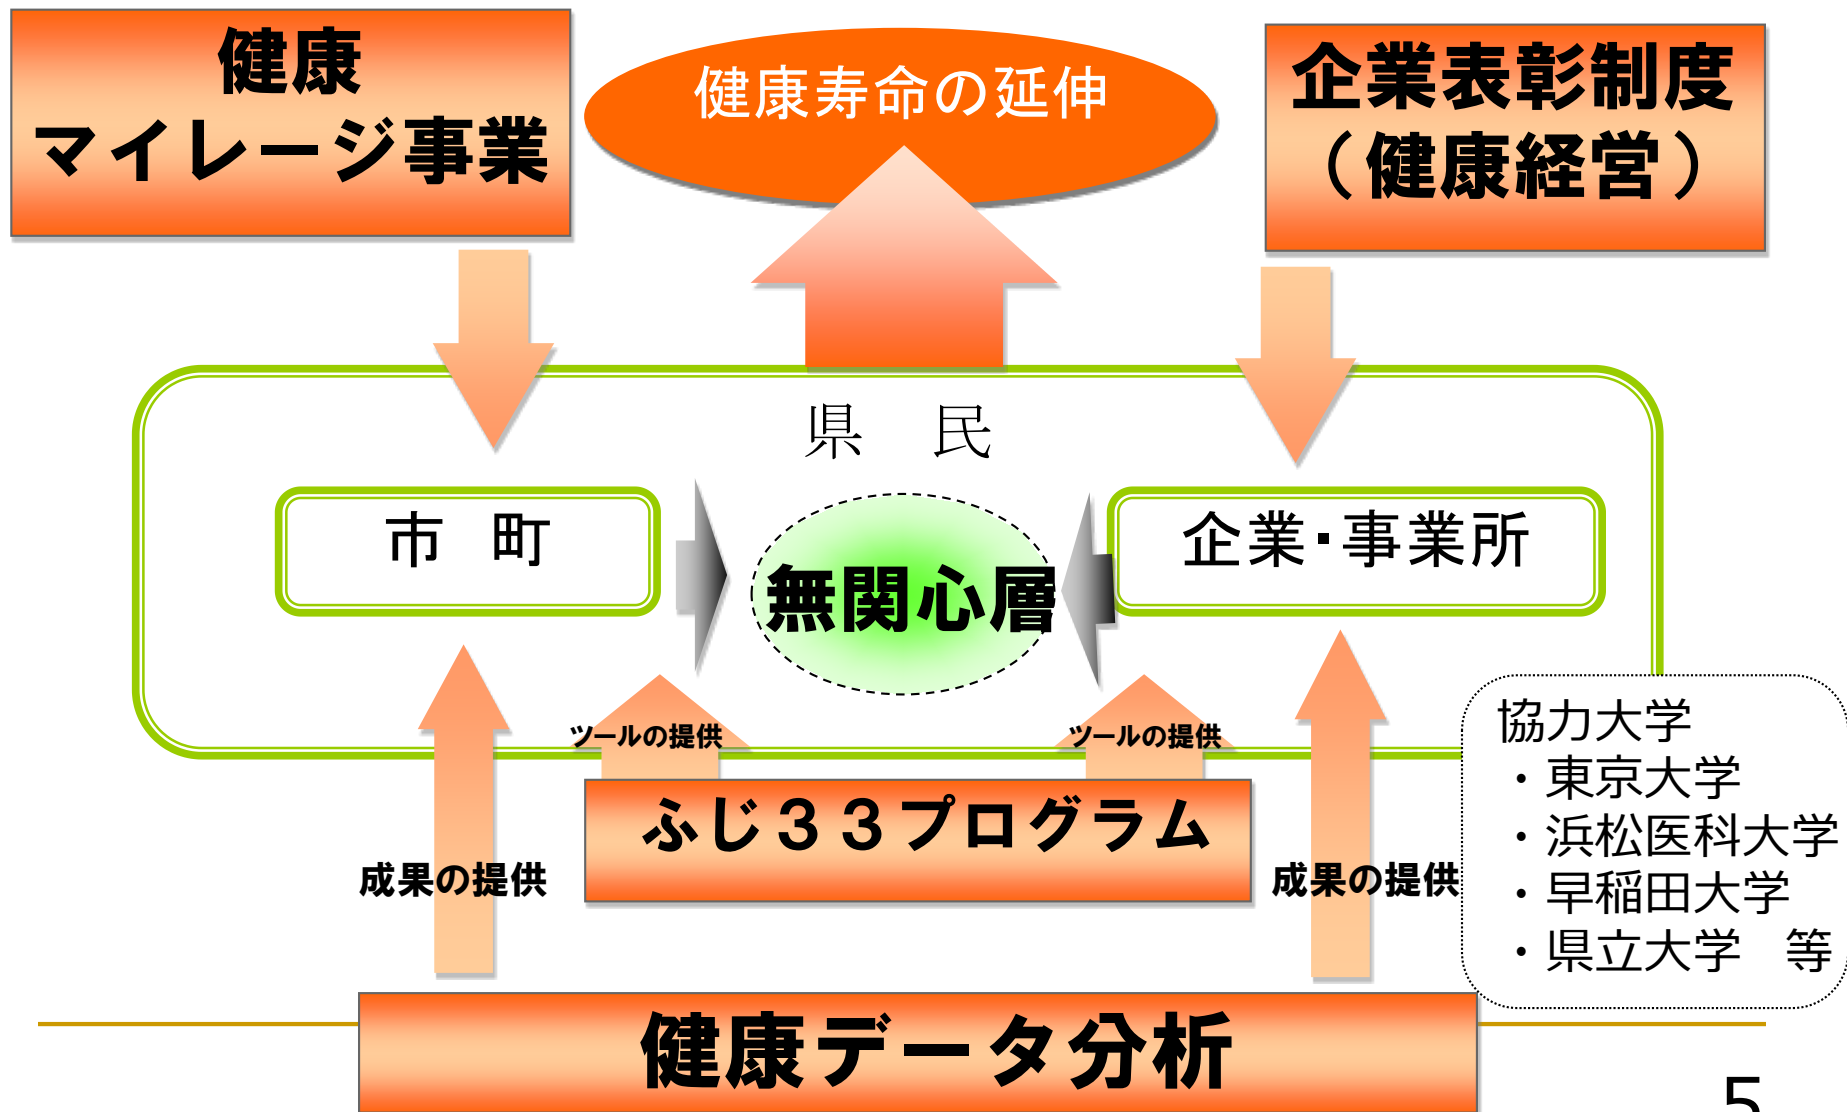 健康
マイレージ事業
健康寿命の延伸
企業表彰制度
（健康経営）
県　民
市　町
無関心層
企業・事業所
ツールの提供
ツールの提供
ふじ３３プログラム
成果の提供
成果の提供
協力大学
・東京大学
・浜松医科大学
・早稲田大学
・県立大学　等
健康データ分析
5